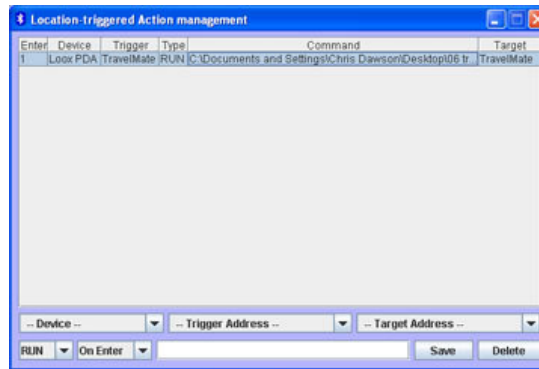 Location-triggered Action management
Enter Device Trigger Type Command Target
1 Loox PDA TravelMate RUN C:\Documents and Settings\Chris Dawson\Desktop\06 tr... TravelMate
-- Device -- -- Trigger Address -- -- Target Address --
RUN On Enter Save Delete